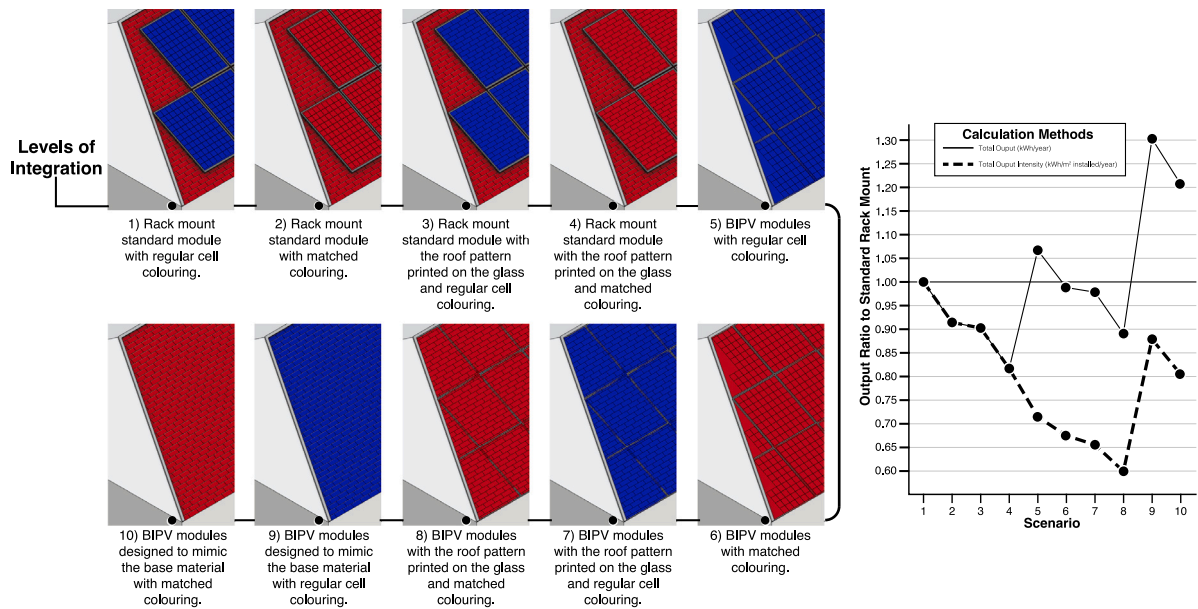 Levels of
Integration
1) Rack mount
standard module
with regular cell
colouring.
2) Rack mount
standard module
with matched
colouring.
3) Rack mount
standard module with
the roof pattern
printed on the glass
and regular cell
colouring.
4) Rack mount
standard module
with the roof pattern
printed on the glass
and matched
colouring.
5) BIPV modules
with regular cell
colouring.
10) BIPV modules
designed to mimic
the base material
with matched
colouring.
9) BIPV modules
designed to mimic
the base material
with regular cell
colouring.
8) BIPV modules
with the roof pattern
printed on the glass
and matched
colouring.
7) BIPV modules
with the roof pattern
printed on the glass
and regular cell
colouring.
6) BIPV modules
with matched
colouring.
Calculation Methods
Total Ouput (kWh/year)
Total Ouput Intensity (kWh/m² installed/year)
Output Ratio to Standard Rack Mount
1,30
1,20
1,15
1,10
1,05
1,00
0,95
0,90
0,85
0,80
0,75
0,70
0,65
0,60
1 2 3 4 5 6 7 8 9 10
Scenario